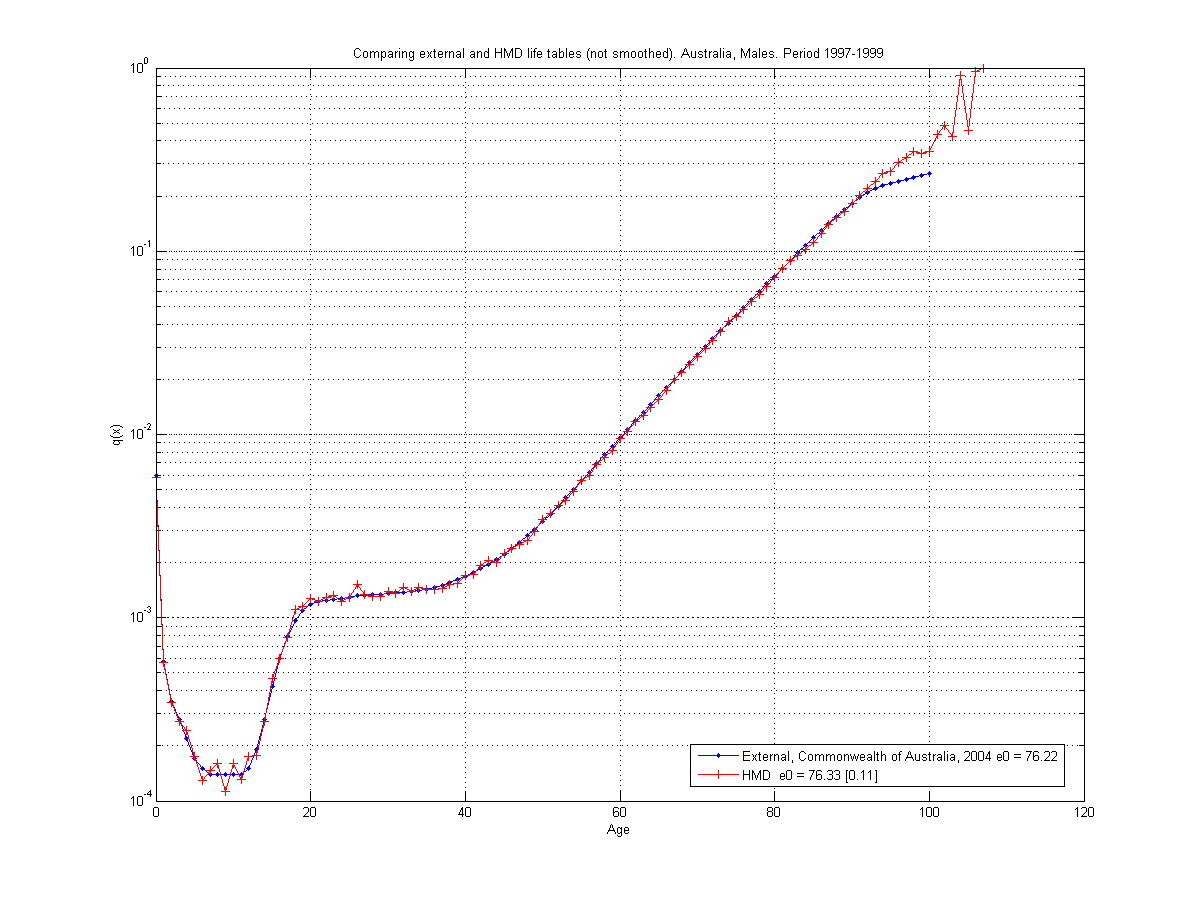 Comparing external and HMD life tables (not smoothed). Australia, Males. Period 1997-1999
10^0
10^-1
10^-2
10^-3
10^-4
q(x)
External, Commonwealth of Australia, 2004 e0 = 76.22
HMD e0 = 76.33 [0.11]
0 20 40 60 80 100 120
Age